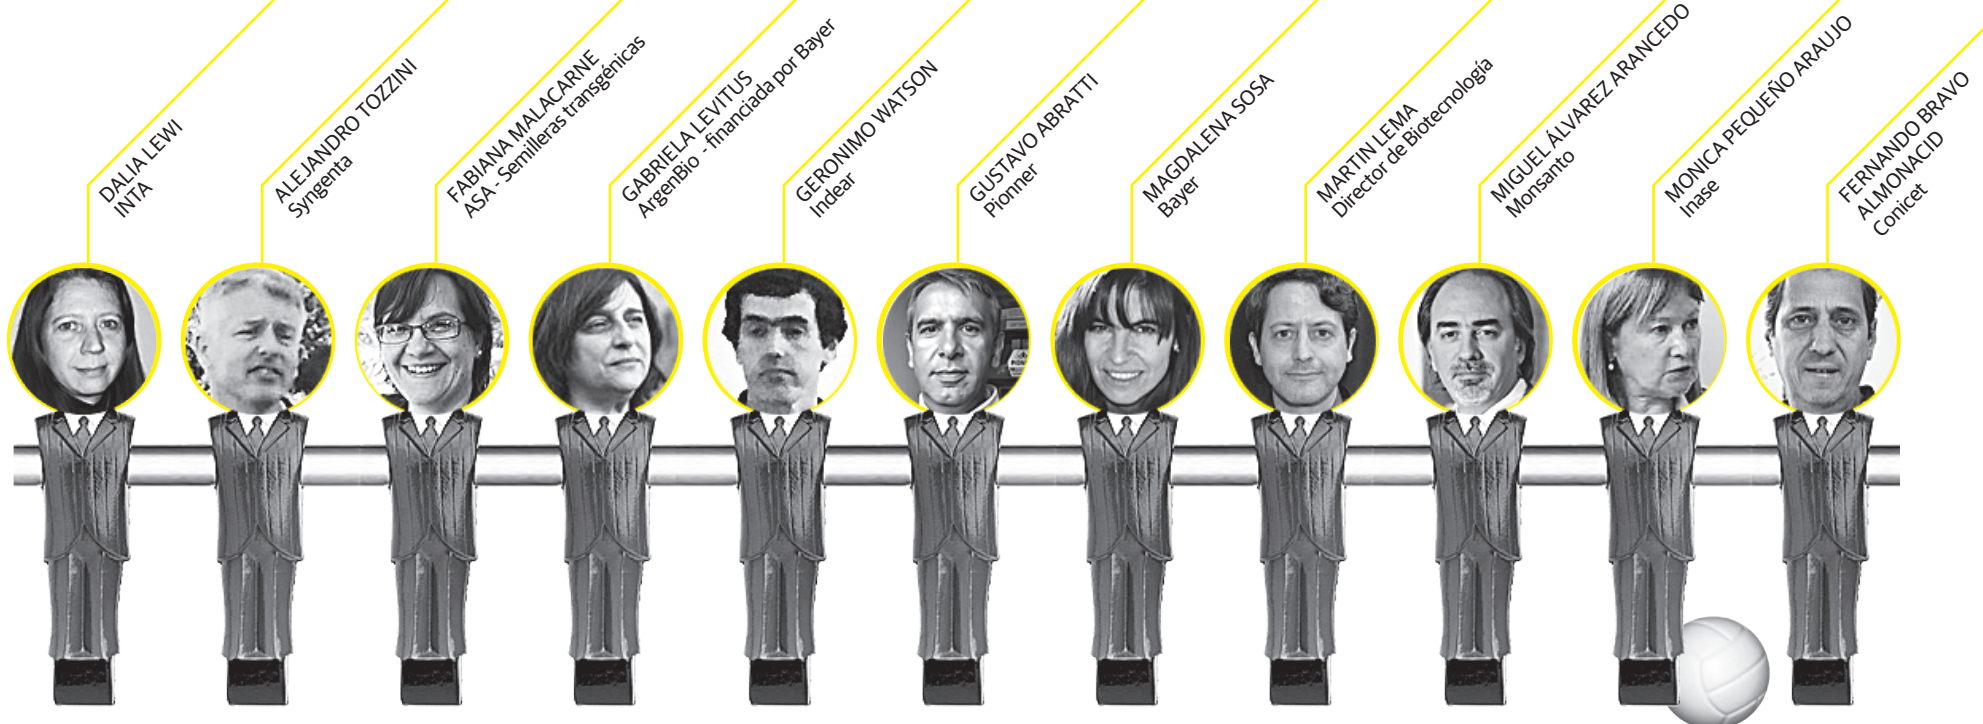 DALIA LEWI
INTA
ALEJANDRO TOZZINI
Syngenta
FABIANA MALACARNE
ASA - Semilleras transgénicas
GABRIELA LEVITUS
ArgenBio - financiada por Bayer
GERONIMO WATSON
Indear
GUSTAVO ABRATTI
Pionner
MAGDALENA SOSA
Bayer
MARTIN LEMA
Director de Biotecnología
MIGUEL ÁLVAREZ ARANCEDO
Monsanto
MONICA PEQUEÑO ARAUJO
Inase
FERNANDO BRAVO
ALMONACID
Conicet